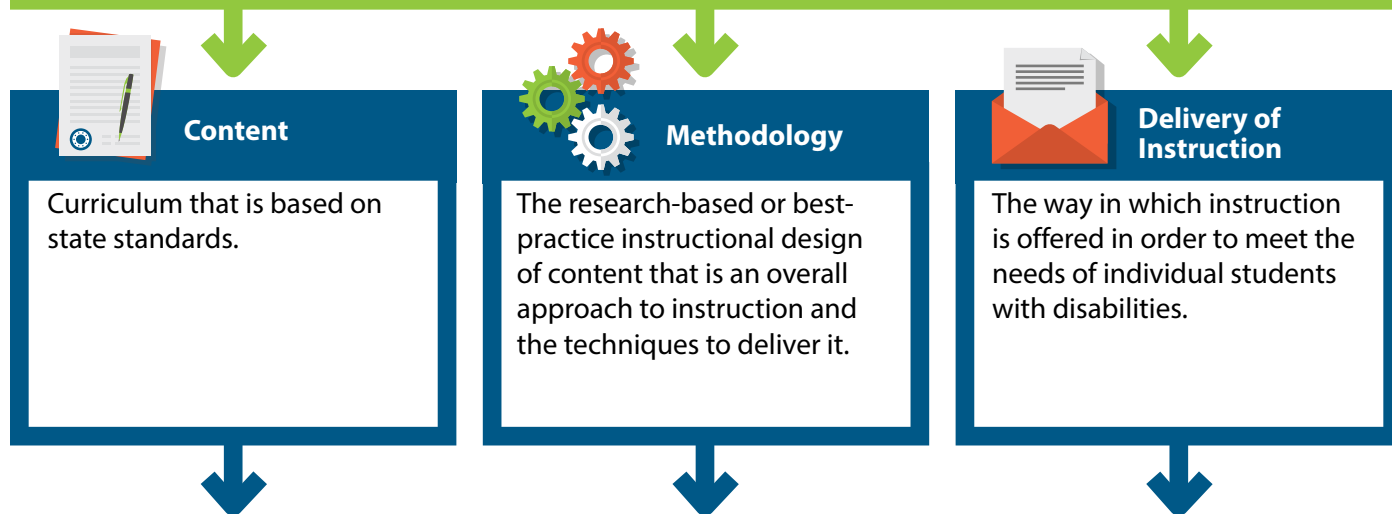 Content
Curriculum that is based on
state standards.
Methodology
The research-based or best-
practice instructional design
of content that is an overall
approach to instruction and
the techniques to deliver it.
Delivery of
Instruction
The way in which instruction
is offered in order to meet the
needs of individual students
with disabilities.